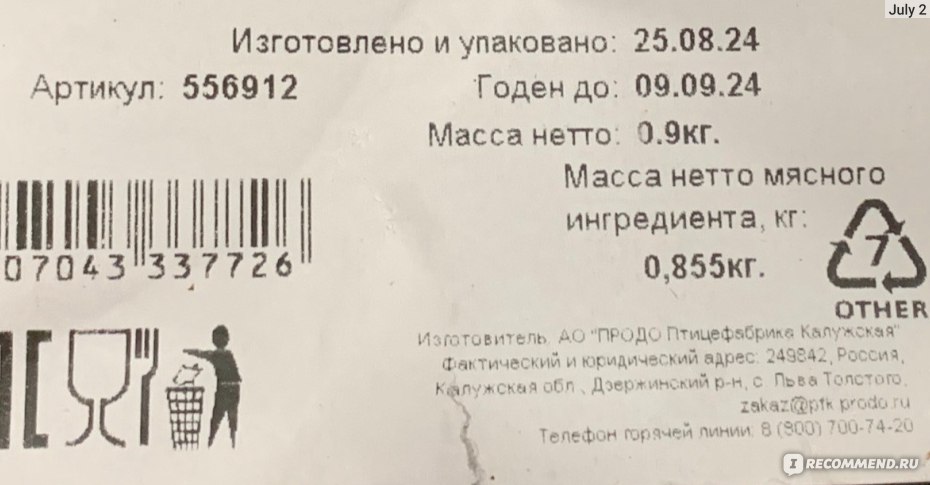 July 2
Изготовлено и упаковано: 25.08.24
Артикул: 556912
Годен до: 09.09.24
Масса нетто: 0.9кг.
Масса нетто мясного
ингредиента, кг:
0,855кг.
07043 337726
7
OTHER
Изготовитель: АО "ПРОДО Птицефабрика Калужская"
Фактический и юридический адрес: 249842, Россия,
Калужская обл., Дзержинский р-н, с. Льва Толстого,
zakaz@pfk.prodo.ru
Телефон горячей линии: 8 (800) 700-74-20
IRECOMMEND.RU